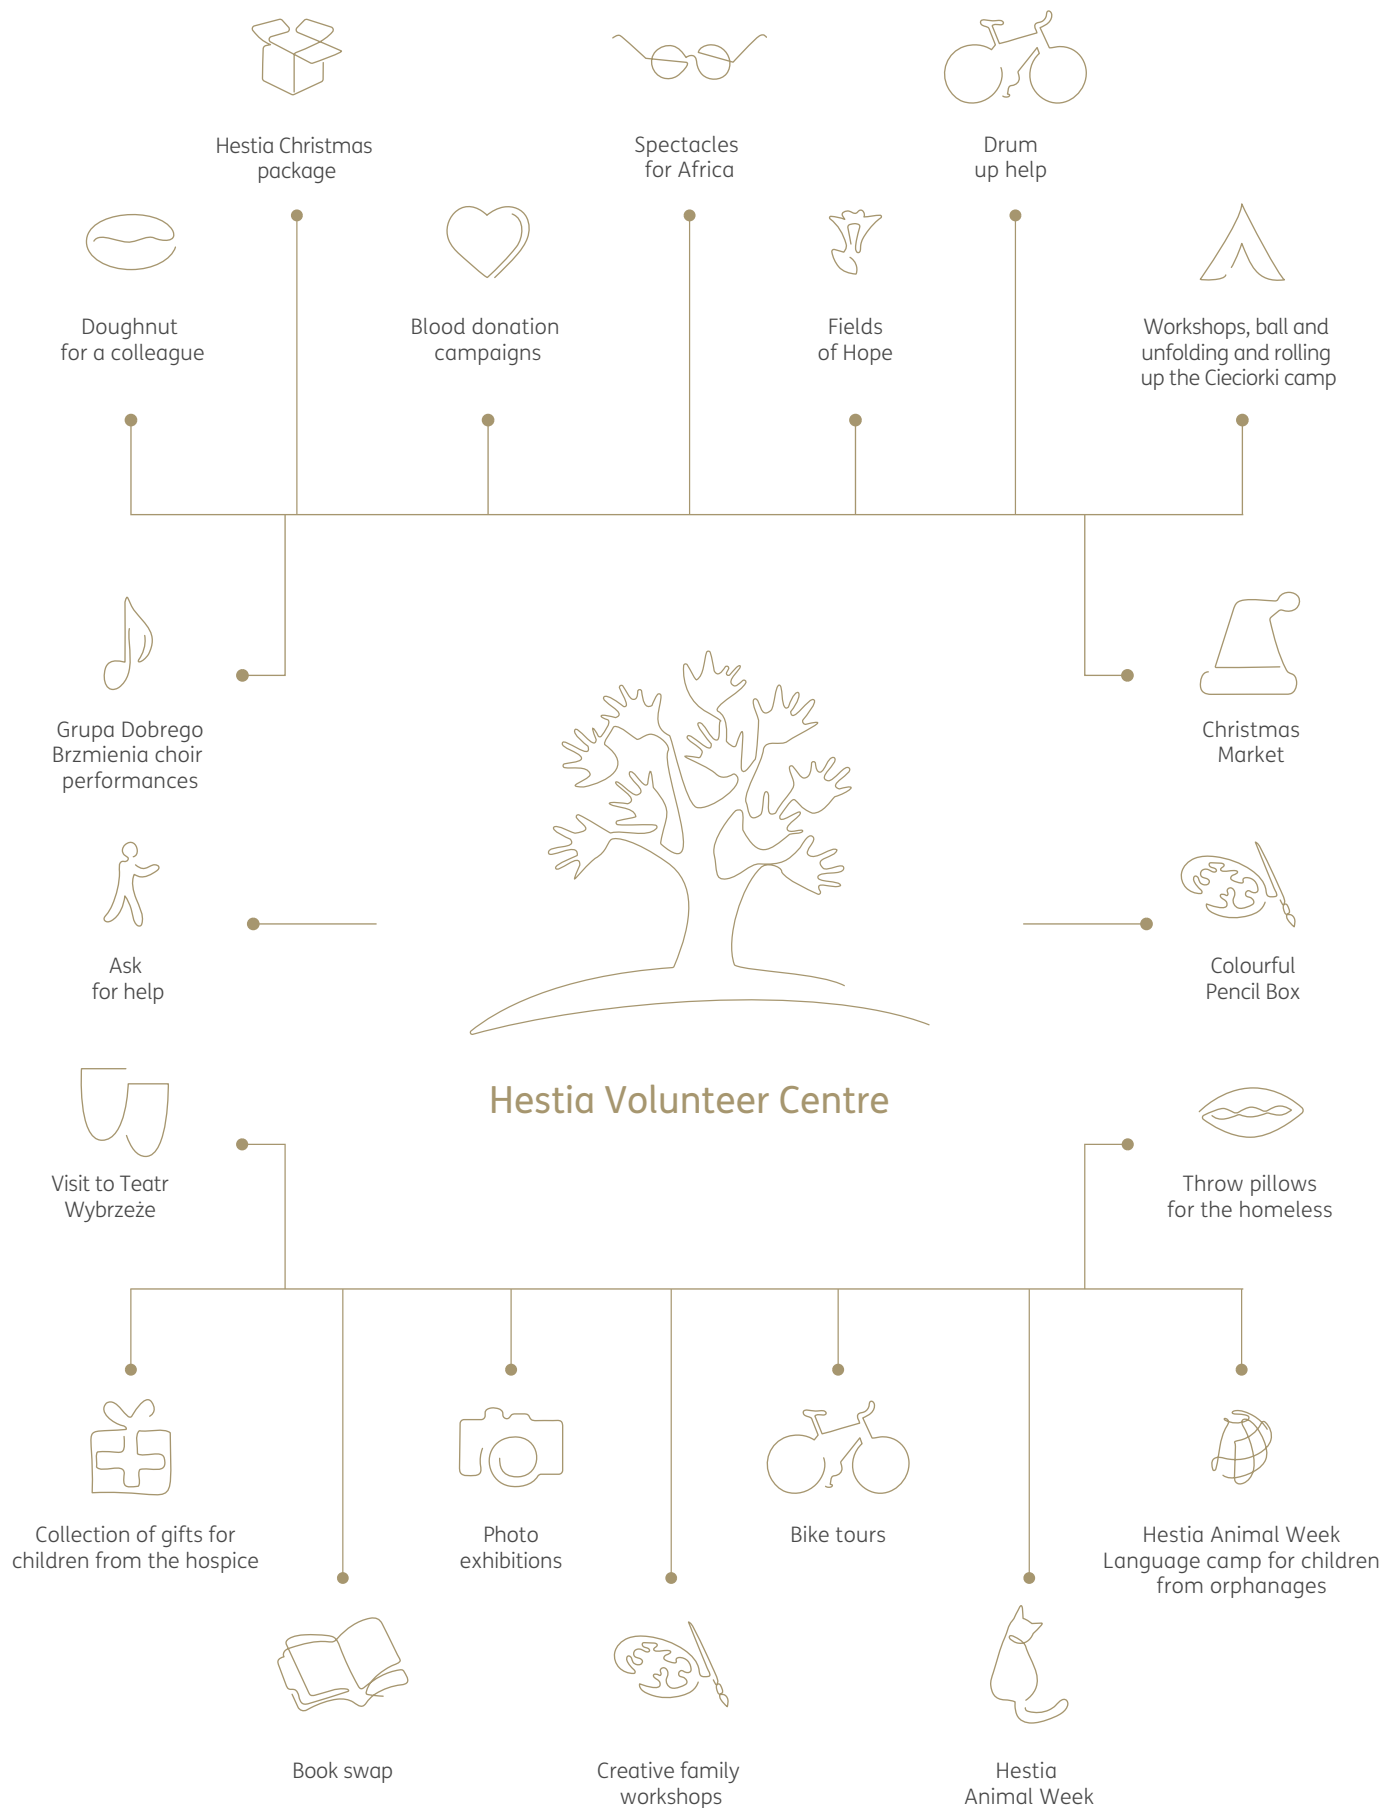 Hestia Christmas
package
Spectacles
for Africa
Drum
up help
Doughnut
for a colleague
Blood donation
campaigns
Fields
of Hope
Workshops, ball and
unfolding and rolling
up the Cieciorki camp
Grupa Dobrego
Brzmienia choir
performances
Christmas
Market
Ask
for help
Colourful
Pencil Box
Hestia Volunteer Centre
Visit to Teatr
Wybrzeże
Throw pillows
for the homeless
Collection of gifts for
children from the hospice
Photo
exhibitions
Bike tours
Hestia Animal Week
Language camp for children
from orphanages
Book swap
Creative family
workshops
Hestia
Animal Week